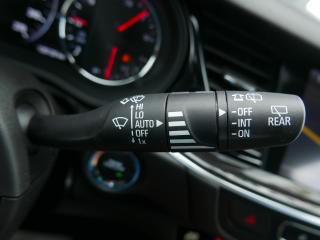 HI
LO
AUTO
OFF
1x
OFF
INT
ON
REAR